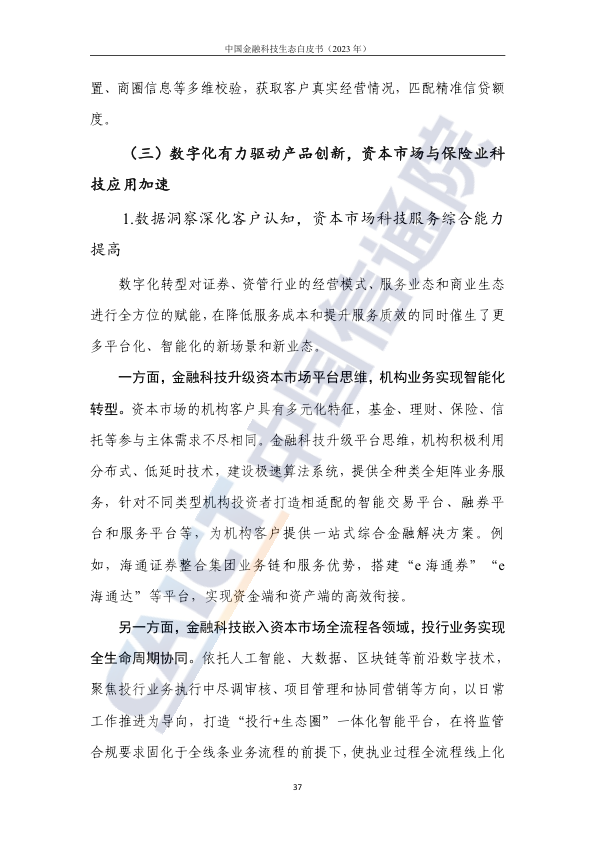 中国金融科技生态白皮书（2023 年）
置、商圈信息等多维校验，获取客户真实经营情况，匹配精准信贷额
度。
（三）数字化有力驱动产品创新，资本市场与保险业科
技应用加速
1.数据洞察深化客户认知，资本市场科技服务综合能力
提高
数字化转型对证券、资管行业的经营模式、服务业态和商业生态
进行全方位的赋能，在降低服务成本和提升服务质效的同时催生了更
多平台化、智能化的新场景和新业态。
一方面，金融科技升级资本市场平台思维，机构业务实现智能化
转型。资本市场的机构客户具有多元化特征，基金、理财、保险、信
托等参与主体需求不尽相同。金融科技升级平台思维，机构积极利用
分布式、低延时技术，建设极速算法系统，提供全种类全矩阵业务服
务，针对不同类型机构投资者打造相适配的智能交易平台、融券平
台和服务平台等，为机构客户提供一站式综合金融解决方案。例
如，海通证券整合集团业务链和服务优势，搭建“e 海通券”“e
海通达”等平台，实现资金端和资产端的高效衔接。
另一方面，金融科技嵌入资本市场全流程各领域，投行业务实现
全生命周期协同。依托人工智能、大数据、区块链等前沿数字技术，
聚焦投行业务执行中尽调审核、项目管理和协同营销等方向，以日常
工作推进为导向，打造“投行+生态圈”一体化智能平台，在将监管
合规要求固化于全线条业务流程的前提下，使执业过程全流程线上化
37
CAICT 中国信通院